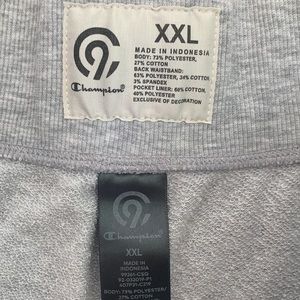 XXL
MADE IN INDONESIA
BODY: 73% POLYESTER,
27% COTTON
BACK WAISTBAND:
63% POLYESTER, 34% COTTON,
3% SPANDEX
POCKET LINER: 60% COTTON,
40% POLYESTER
EXCLUSIVE OF DECORATION
Champion
Champion
XXL
MADE IN
INDONESIA
BODY: 73% POLYESTER/
27% COTTON